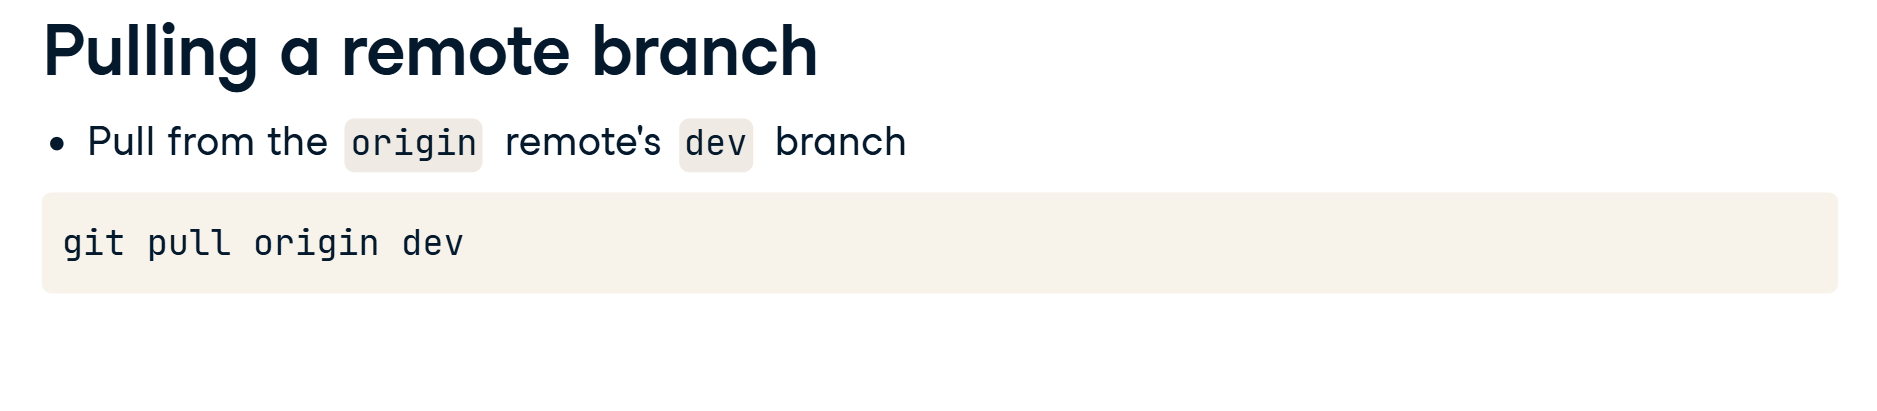 Pulling a remote branch
• Pull from the origin remote's dev branch
git pull origin dev